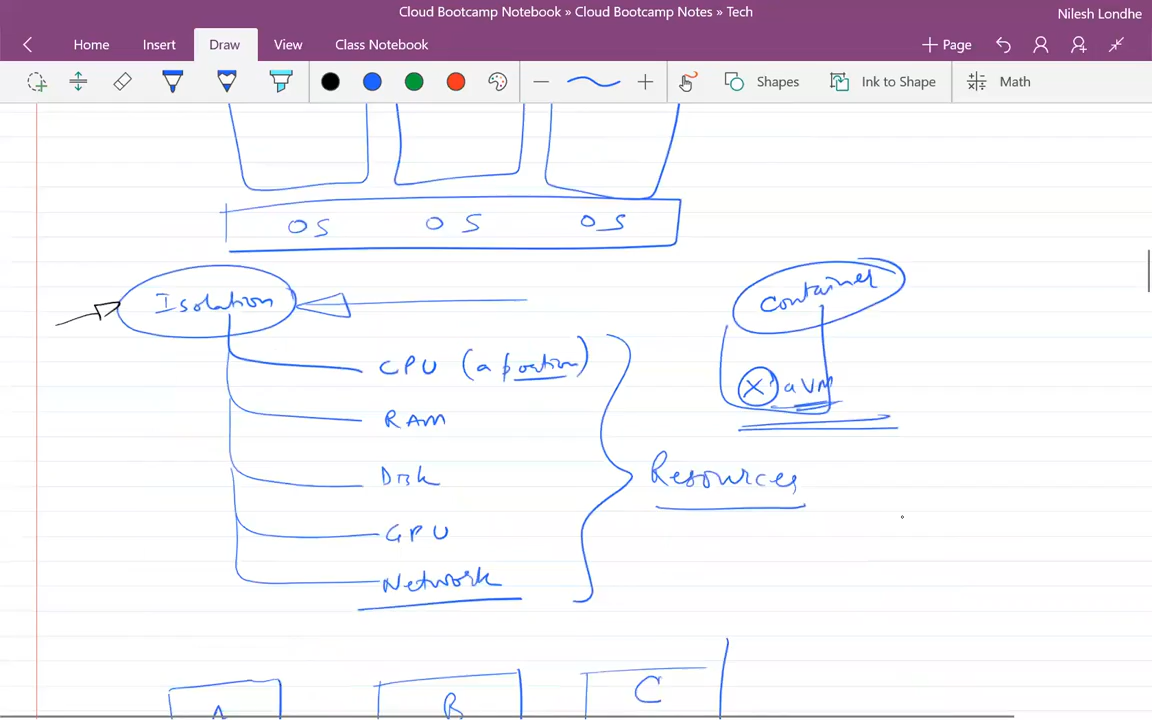 Cloud Bootcamp Notebook » Cloud Bootcamp Notes » Tech
Nilesh Londhe
Home Insert Draw View Class Notebook
Page
Shapes Ink to Shape Math
OS OS OS
Isolation
Container
CPU (a portion)
X a VM
RAM
Disk
Resources
GPU
Network
A B C